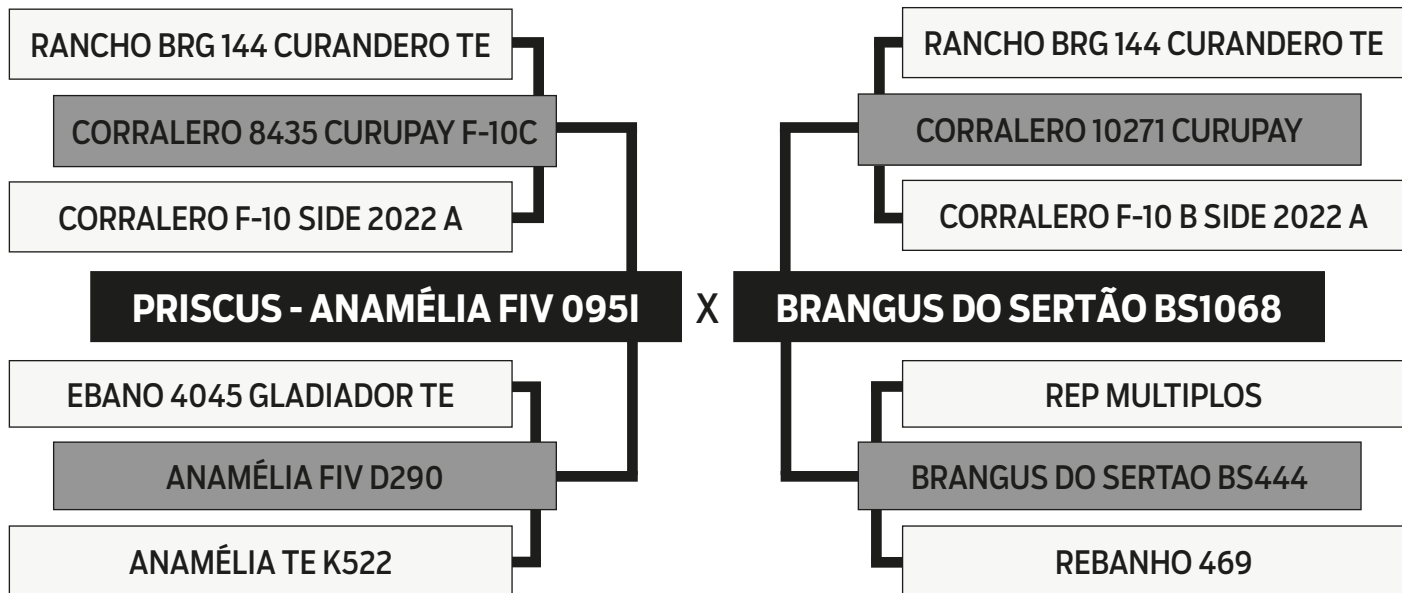 RANCHO BRG 144 CURANDERO TE
CORRALERO 8435 CURUPAY F-10C
CORRALERO F-10 SIDE 2022 A
PRISCUS - ANAMÉLIA FIV 095I
EBANO 4045 GLADIADOR TE
ANAMÉLIA FIV D290
ANAMÉLIA TE K522
X
RANCHO BRG 144 CURANDERO TE
CORRALERO 10271 CURUPAY
CORRALERO F-10 B SIDE 2022 A
BRANGUS DO SERTÃO BS1068
REP MULTIPLOS
BRANGUS DO SERTAO BS444
REBANHO 469